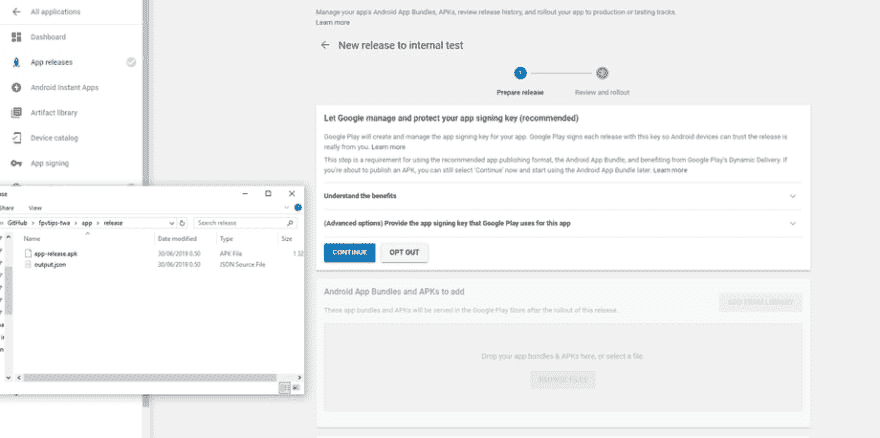 All applications
Dashboard
App releases
Android Instant Apps
Artifact library
Device catalog
App signing
Share View
GitHub › fpvtips-twa › app › release
Search release
Name Date modified Type Size
app-release.apk 30/06/2019 0.50 APK File
output.json 30/06/2019 0.50 JSON Source File
Manage your app's Android App Bundles, APKs, review release history, and rollout your app to production or testing tracks.
Learn more
New release to internal test
1
Prepare release Review and rollout
Let Google manage and protect your app signing key (recommended)
Google Play will create and manage the app signing key for your app. Google Play signs each release with this key so Android devices can trust the release is
really from you. Learn more
This step is a requirement for using the recommended app publishing format, the Android App Bundle, and benefiting from Google Play's Dynamic Delivery. If
you're about to publish an APK, you can still select 'Continue' now and start using the Android App Bundle later. Learn more
Understand the benefits
(Advanced options) Provide the app signing key that Google Play uses for this app
CONTINUE OPT OUT
Android App Bundles and APKs to add
ADD FROM LIBRARY
These app bundles and APKs will be served in the Google Play Store after the rollout of this release.
Drop your app bundles & APKs here, or select a file.
BROWSE FILES